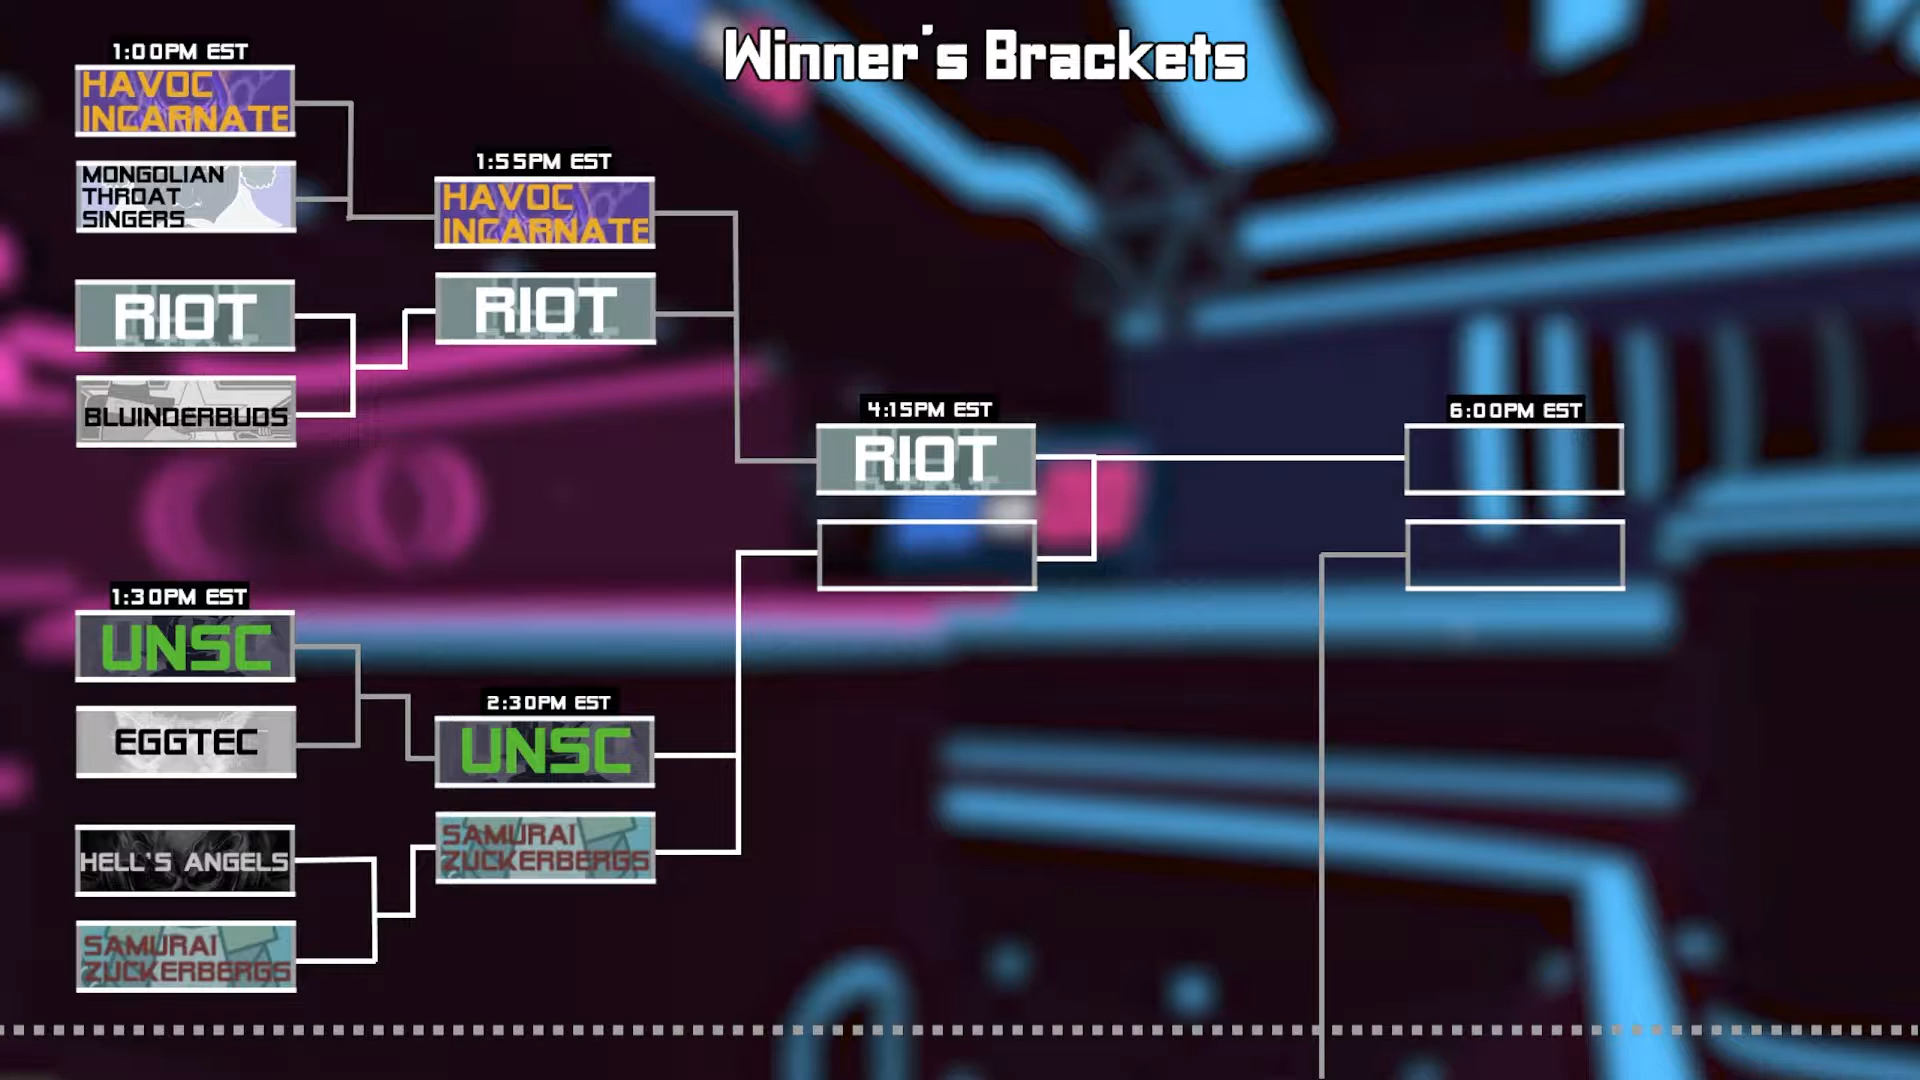 Winner's Brackets
1:00PM EST
HAVOC
INCARNATE
MONGOLIAN
THROAT
SINGERS
RIOT
BLUINDERBUDS
1:55PM EST
HAVOC
INCARNATE
RIOT
1:30PM EST
UNSC
EGGTEC
HELL'S ANGELS
SAMURAI
ZUCKERBERGS
2:30PM EST
UNSC
SAMURAI
ZUCKERBERGS
4:15PM EST
RIOT
6:00PM EST